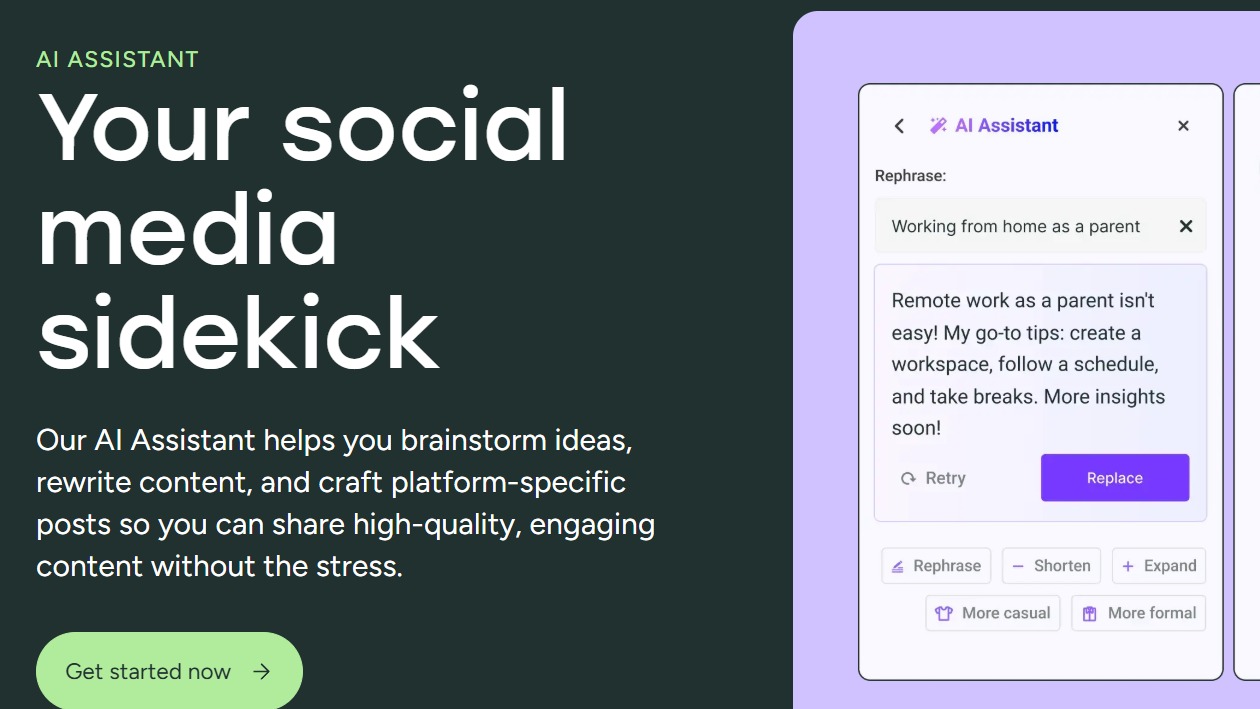 AI ASSISTANT
Your social
media
sidekick
Our AI Assistant helps you brainstorm ideas,
rewrite content, and craft platform-specific
posts so you can share high-quality, engaging
content without the stress.
Get started now
AI Assistant
Rephrase:
Working from home as a parent
Remote work as a parent isn't
easy! My go-to tips: create a
workspace, follow a schedule,
and take breaks. More insights
soon!
Retry
Replace
Rephrase
Shorten
Expand
More casual
More formal